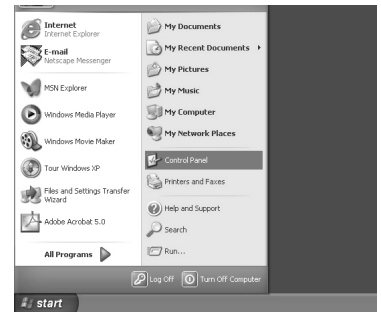 Internet
Internet Explorer
E-mail
Netscape Messenger
MSN Explorer
Windows Media Player
Windows Movie Maker
Tour Windows XP
Files and Settings Transfer
Wizard
Adobe Acrobat 5.0
All Programs
My Documents
My Recent Documents
My Pictures
My Music
My Computer
My Network Places
Control Panel
Printers and Faxes
Help and Support
Search
Run...
Log Off
Turn Off Computer
start